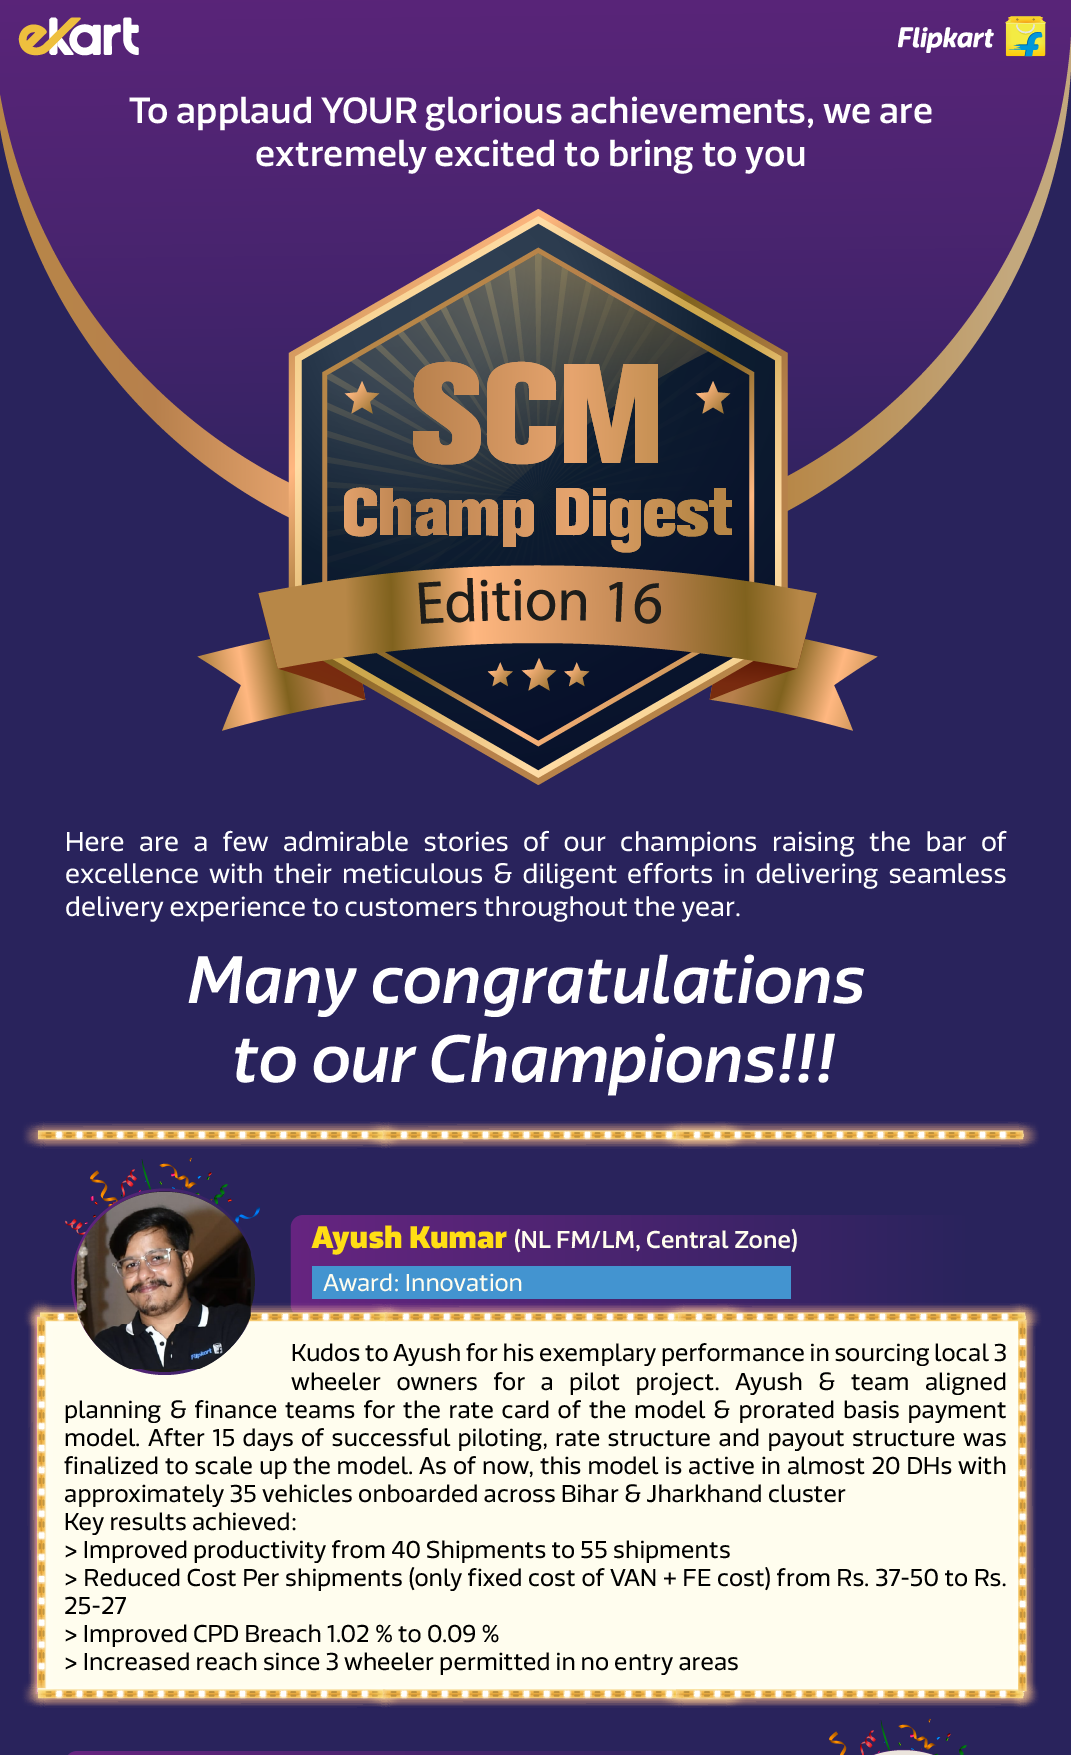 eKart
Flipkart
To applaud YOUR glorious achievements, we are
extremely excited to bring to you
SCM
Champ Digest
Edition 16
Here are a few admirable stories of our champions raising the bar of
excellence with their meticulous & diligent efforts in delivering seamless
delivery experience to customers throughout the year.
Many congratulations
to our Champions!!!
Ayush Kumar (NL FM/LM, Central Zone)
Award: Innovation
Flipkart
Kudos to Ayush for his exemplary performance in sourcing local 3
wheeler owners for a pilot project. Ayush & team aligned
planning & finance teams for the rate card of the model & prorated basis payment
model. After 15 days of successful piloting, rate structure and payout structure was
finalized to scale up the model. As of now, this model is active in almost 20 DHs with
approximately 35 vehicles onboarded across Bihar & Jharkhand cluster
Key results achieved:
> Improved productivity from 40 Shipments to 55 shipments
> Reduced Cost Per shipments (only fixed cost of VAN + FE cost) from Rs. 37-50 to Rs.
25-27
> Improved CPD Breach 1.02 % to 0.09 %
> Increased reach since 3 wheeler permitted in no entry areas